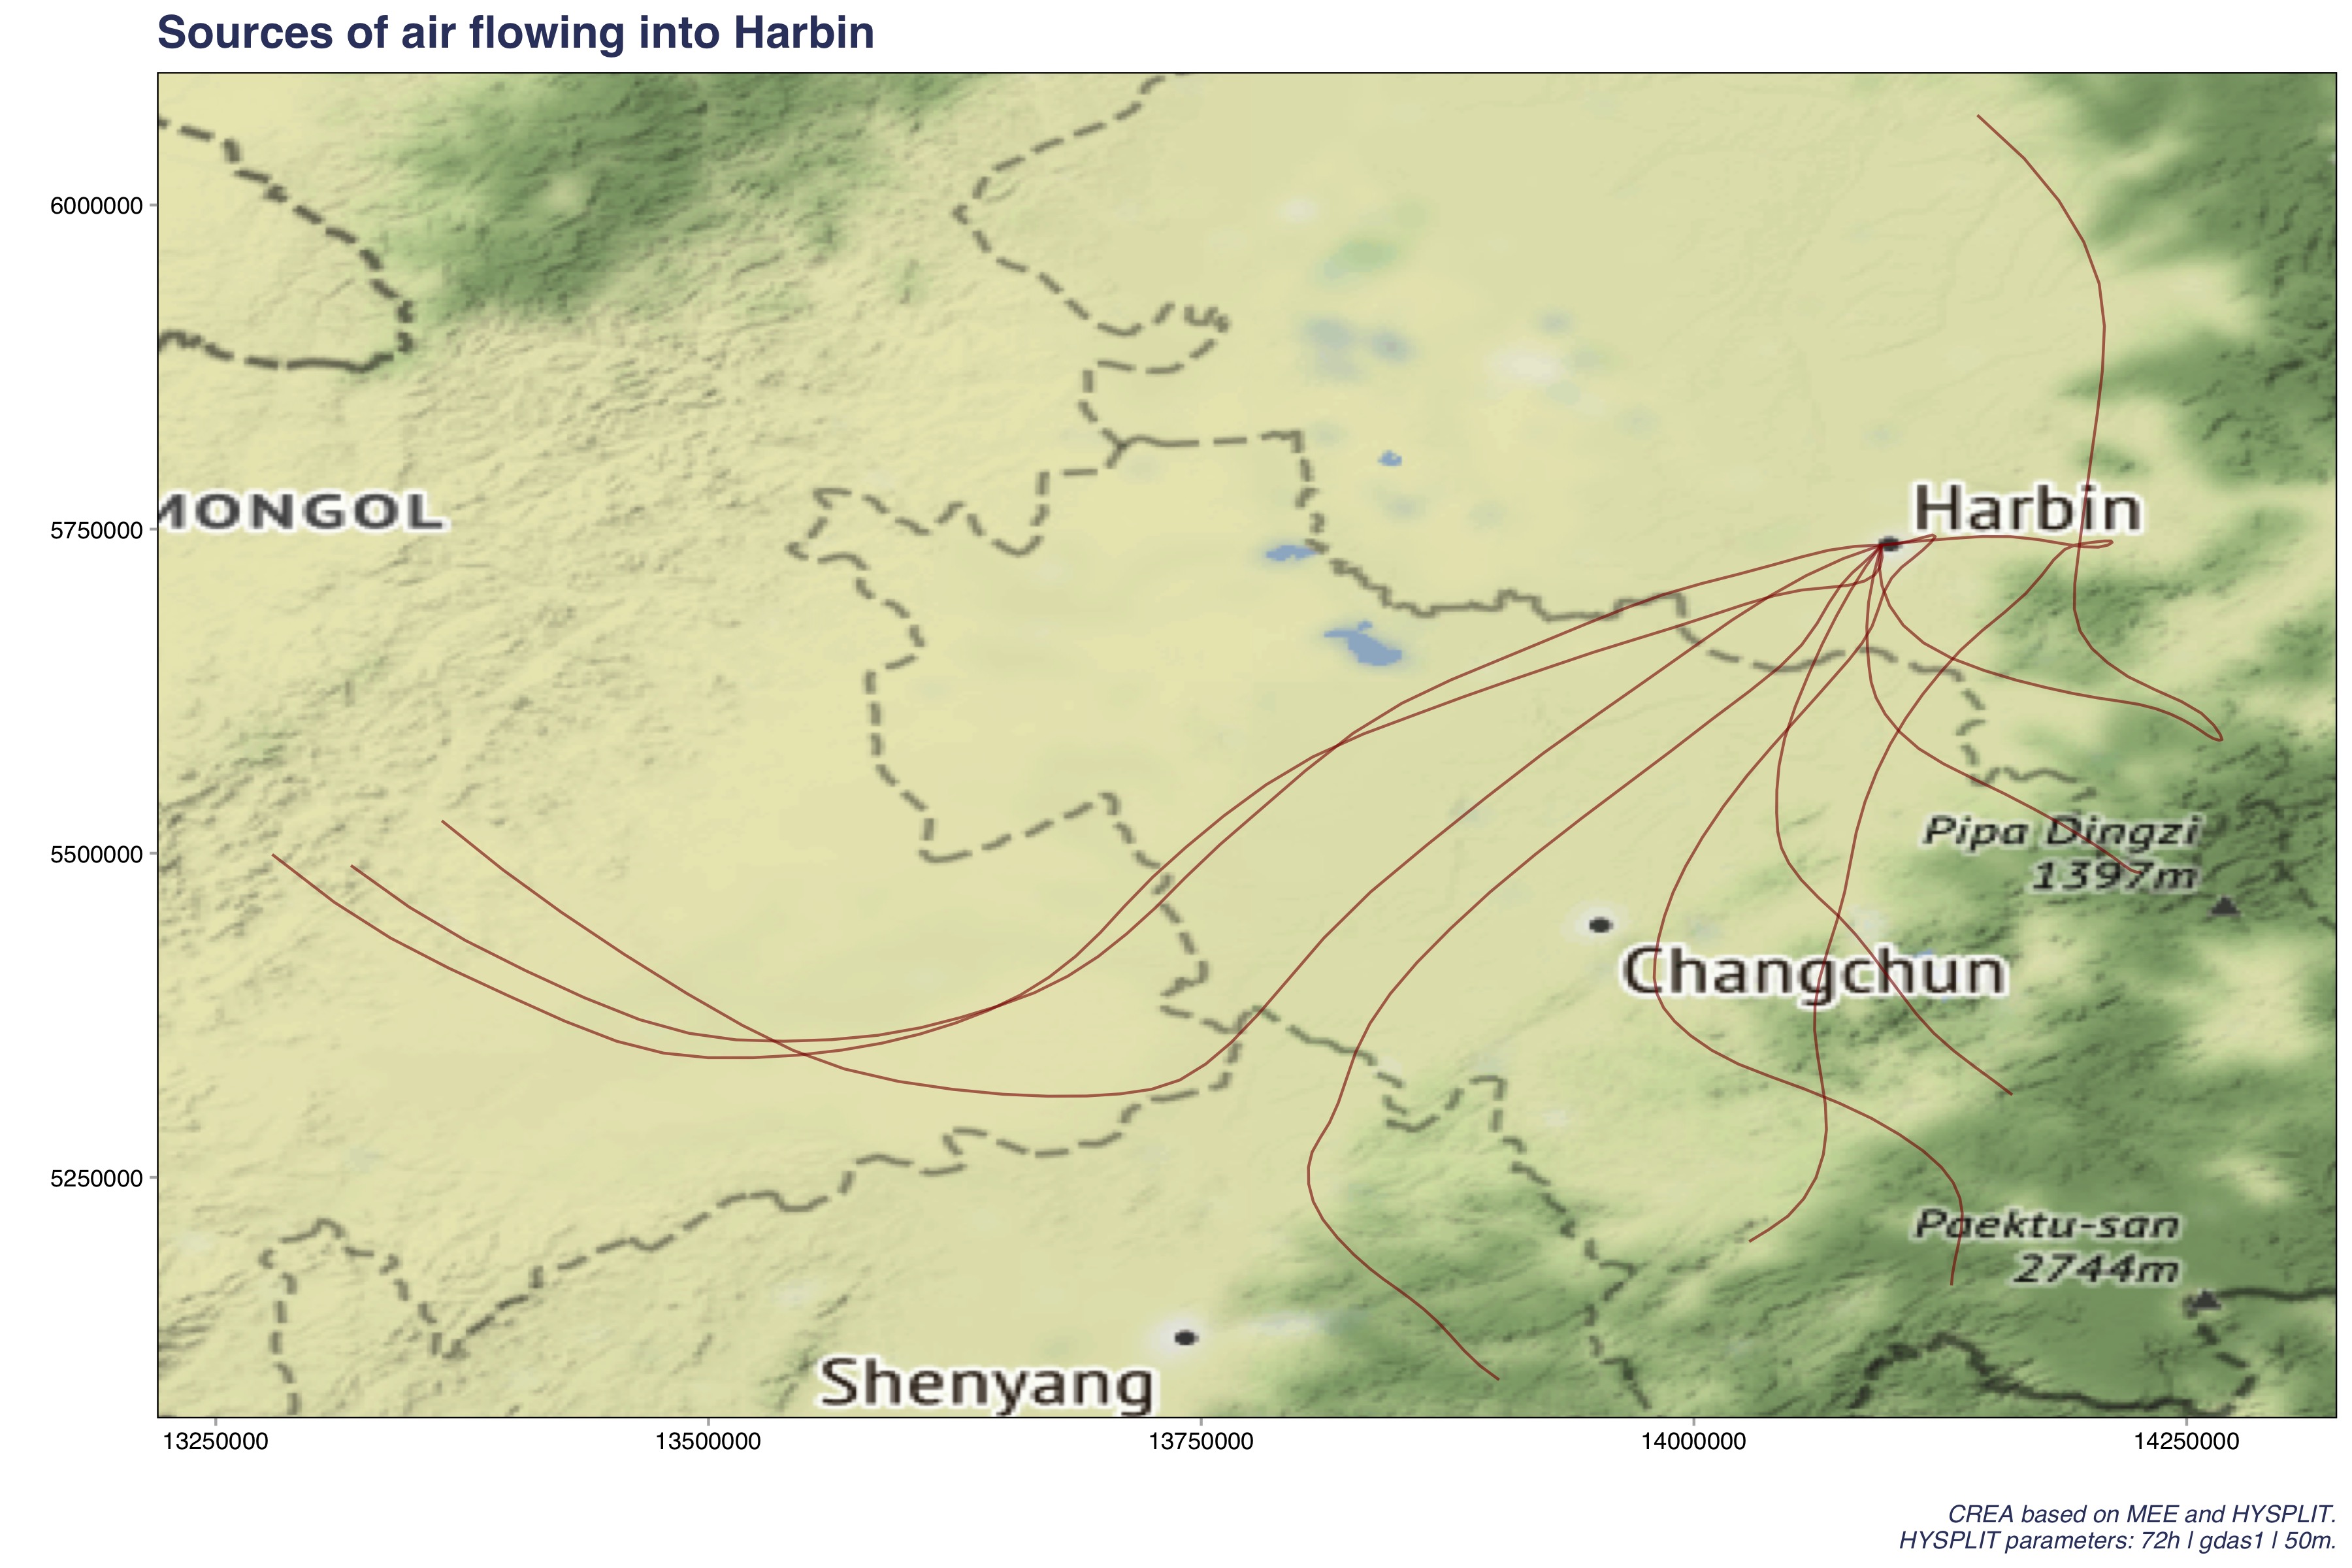 Sources of air flowing into Harbin
6000000
5750000
5500000
5250000
MONGOL
Harbin
Pipa Dingzi
1397m
Changchun
Paektu-san
2744m
Shenyang
13250000
13500000
13750000
14000000
14250000
CREA based on MEE and HYSPLIT.
HYSPLIT parameters: 72h | gdas1 | 50m.